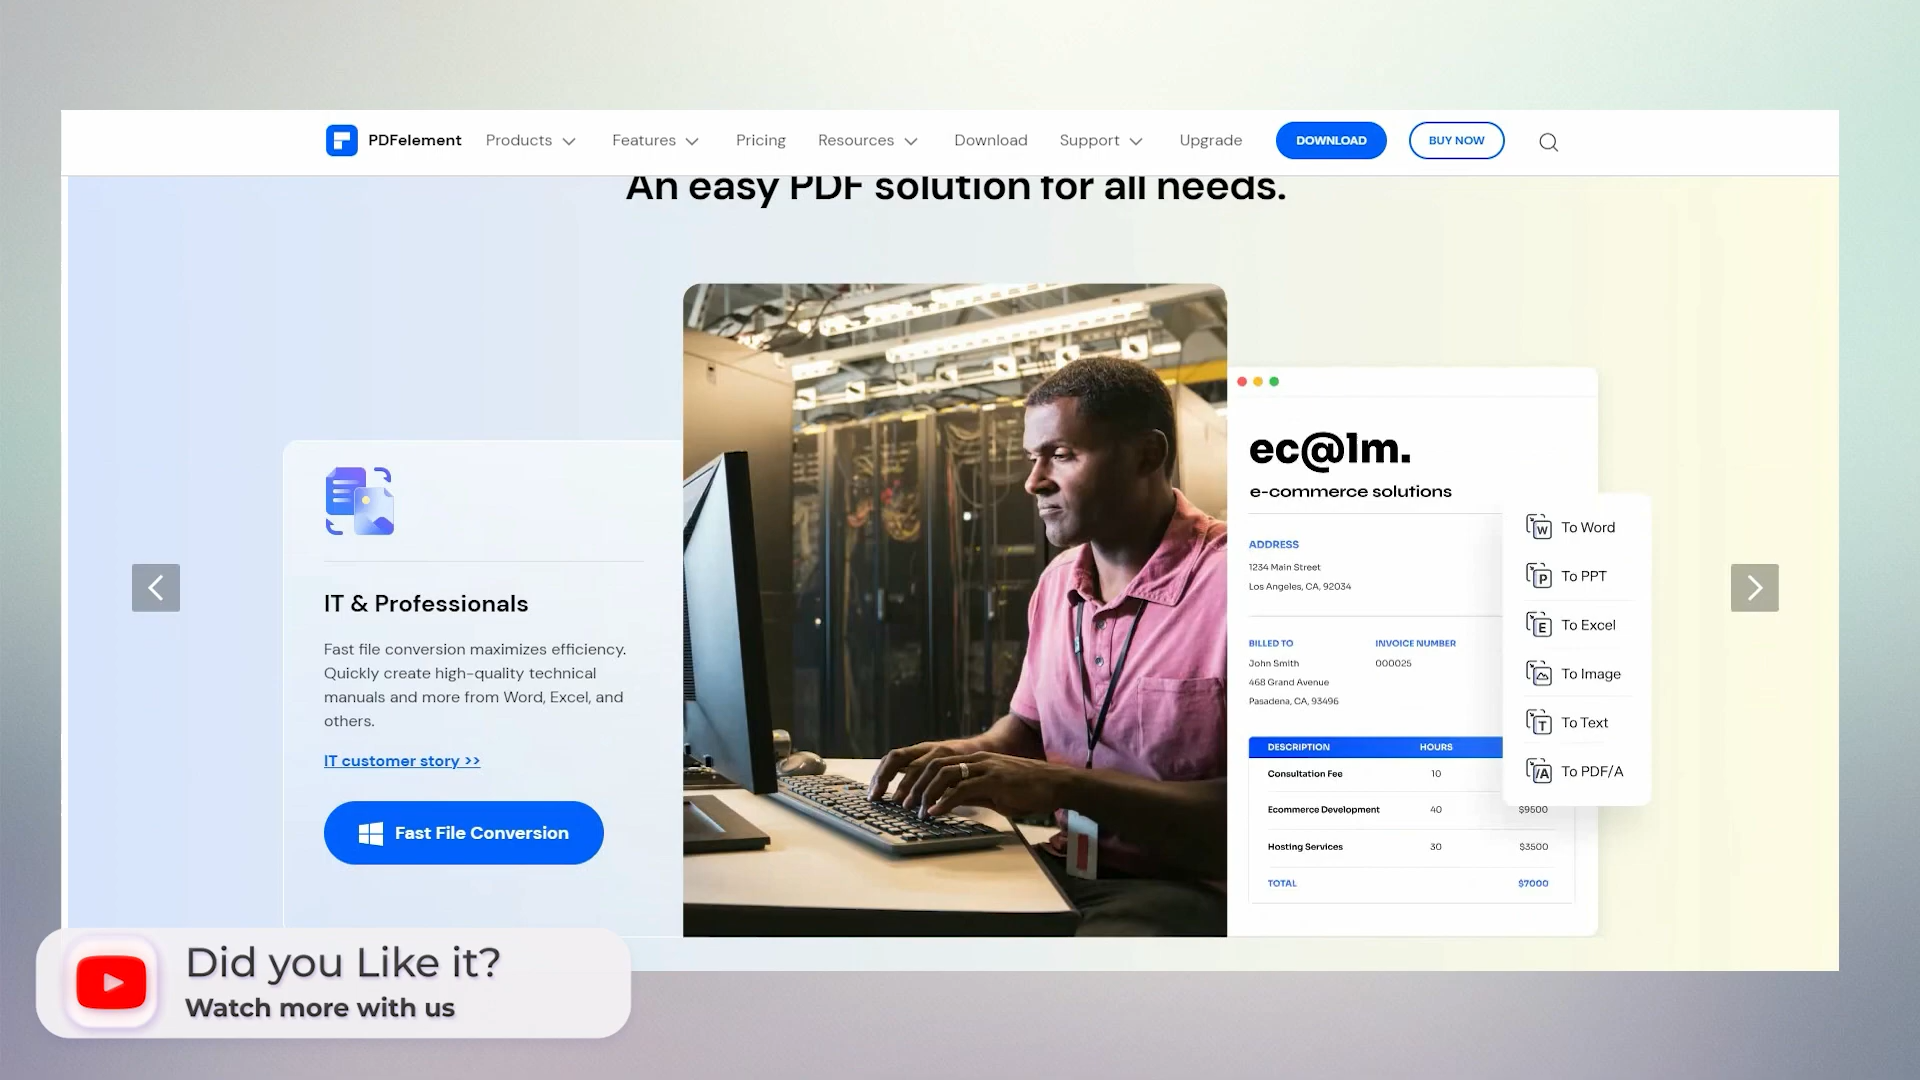 PDFelement
Products
Features
Pricing
Resources
Download
Support
Upgrade
DOWNLOAD
BUY NOW
An easy PDF solution for all needs.
IT & Professionals
Fast file conversion maximizes efficiency.
Quickly create high-quality technical
manuals and more from Word, Excel, and
others.
IT customer story >>
Fast File Conversion
ec@1m.
e-commerce solutions
ADDRESS
1234 Main Street
Los Angeles, CA, 92034
BILLED TO
INVOICE NUMBER
John Smith
000025
468 Grand Avenue
Pasadena, CA, 93496
DESCRIPTION
HOURS
Consultation Fee
10
Ecommerce Development
40
$9500
Hosting Services
30
$3500
TOTAL
$7000
W To Word
P To PPT
E To Excel
To Image
T To Text
/A To PDF/A
Did you Like it?
Watch more with us